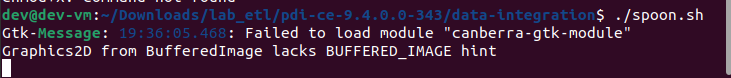 dev@dev-vm:~/Downloads/lab_etl/pdi-ce-9.4.0.0-343/data-integration$ ./spoon.sh
Gtk-Message: 19:36:05.468: Failed to load module "canberra-gtk-module"
Graphics2D from BufferedImage lacks BUFFERED_IMAGE hint